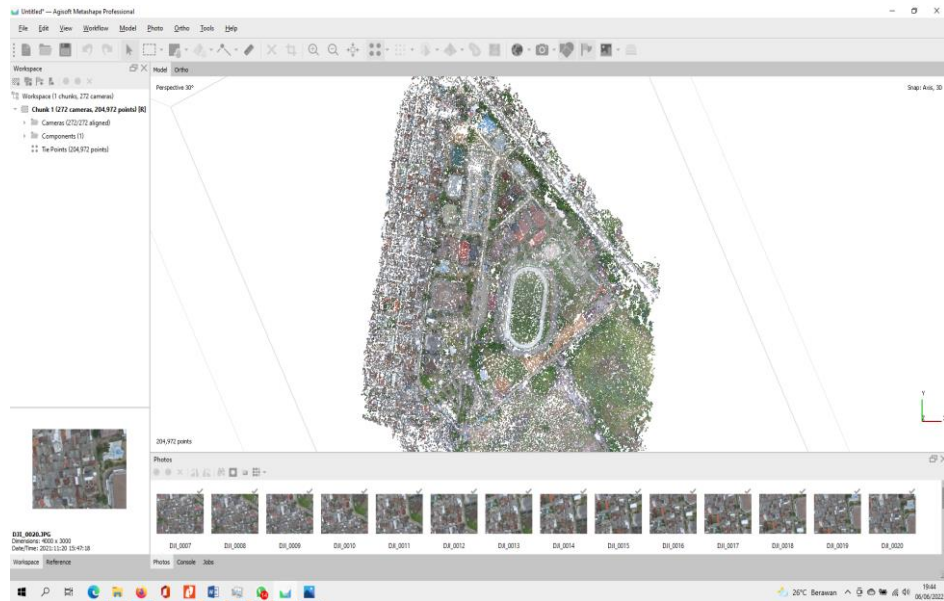 Untitled* — Agisoft Metashape Professional
File Edit View Workflow Model Photo Ortho Tools Help
Workspace
Model Ortho
Workspace (1 chunks, 272 cameras)
Chunk 1 (272 cameras, 204,972 points) [R]
Cameras (272/272 aligned)
Components (1)
Tie Points (204,972 points)
Perspective 30°
Snap: Axis, 3D
Y
204,972 points
Photos
DJI_0007 DJI_0008 DJI_0009 DJI_0010 DJI_0011 DJI_0012 DJI_0013 DJI_0014 DJI_0015 DJI_0016 DJI_0017 DJI_0018 DJI_0019 DJI_0020
DJI_0020.JPG
Dimensions: 4000 x 3000
Date/Time: 2021:11:20 15:47:18
Workspace Reference
Photos Console Jobs
26°C Berawan
19:44
06/06/2022